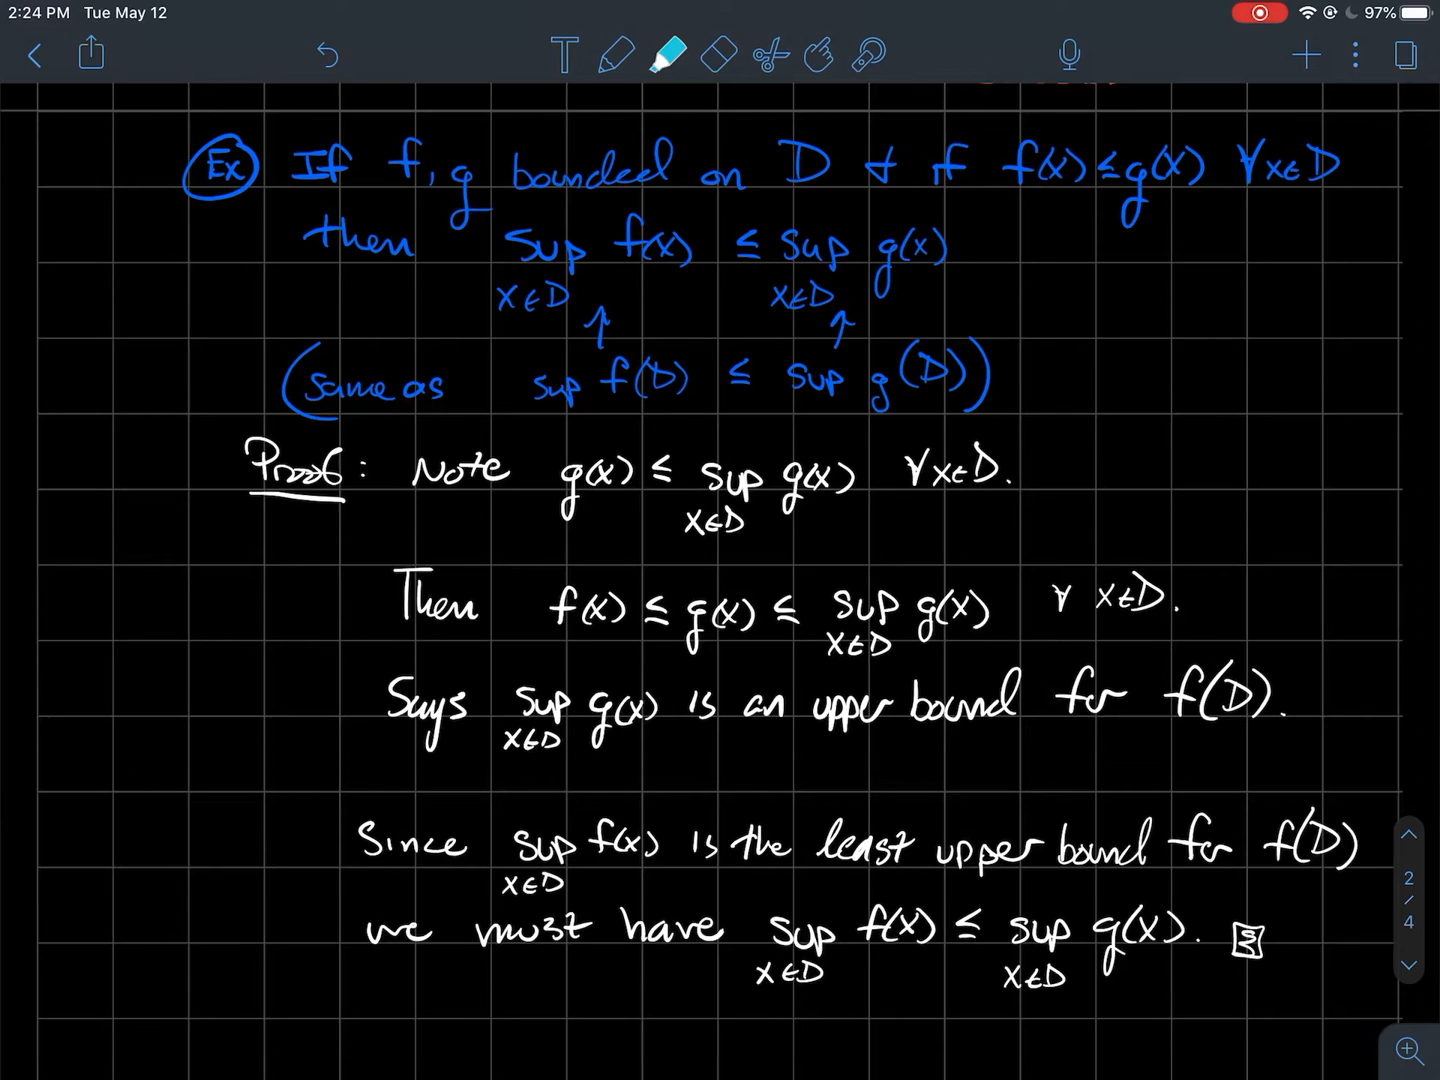 2:24 PM Tue May 12 97%
Ex If f, g bounded on D & if f(x) ≤ g(x) ∀x∈D
then sup f(x) ≤ sup g(x)
x∈D x∈D
↑ ↑
(same as sup f(D) ≤ sup g(D))
Proof: Note g(x) ≤ sup g(x) ∀x∈D.
x∈D
Then f(x) ≤ g(x) ≤ sup g(x) ∀ x∈D.
x∈D
Says sup g(x) is an upper bound for f(D).
x∈D
Since sup f(x) is the least upper bound for f(D)
x∈D
we must have sup f(x) ≤ sup g(x).
x∈D x∈D
2
/
4